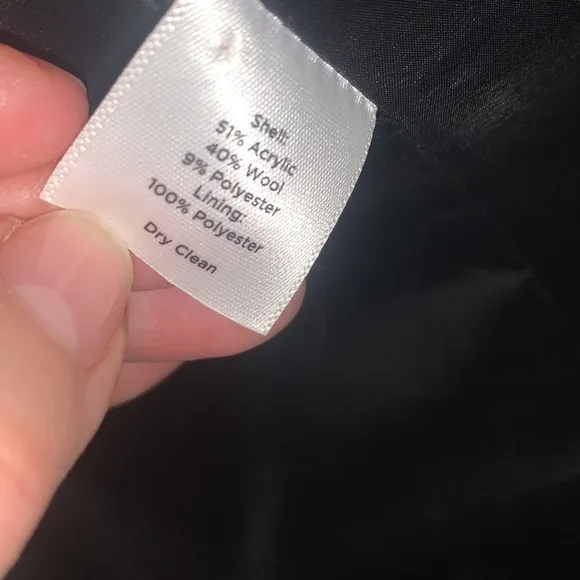 Shell:
51% Acrylic
40% Wool
9% Polyester
Lining:
100% Polyester
Dry Clean